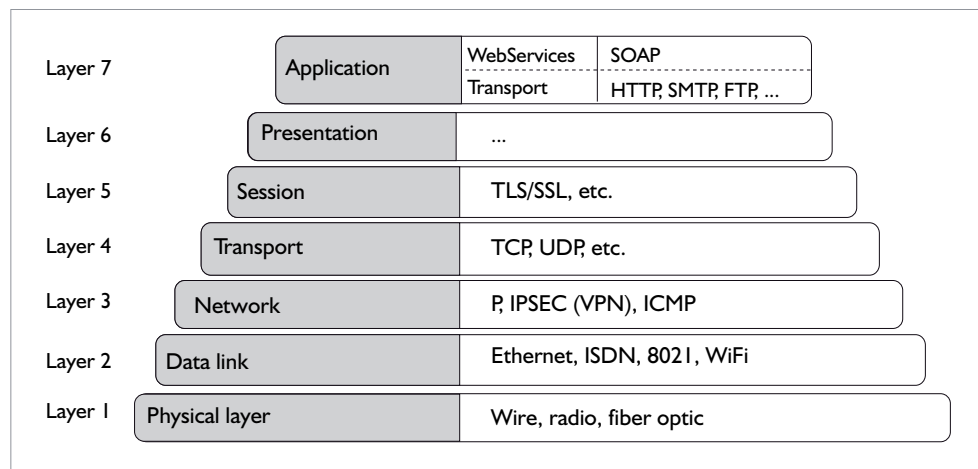 Layer 7 Application WebServices SOAP
Transport HTTP, SMTP, FTP, ...
Layer 6 Presentation ...
Layer 5 Session TLS/SSL, etc.
Layer 4 Transport TCP, UDP, etc.
Layer 3 Network P, IPSEC (VPN), ICMP
Layer 2 Data link Ethernet, ISDN, 8021, WiFi
Layer 1 Physical layer Wire, radio, fiber optic